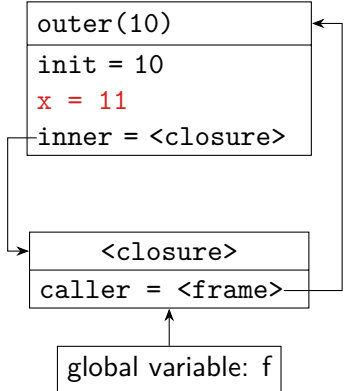 outer(10)
init = 10
x = 11
inner = <closure>
<closure>
caller = <frame>
global variable: f